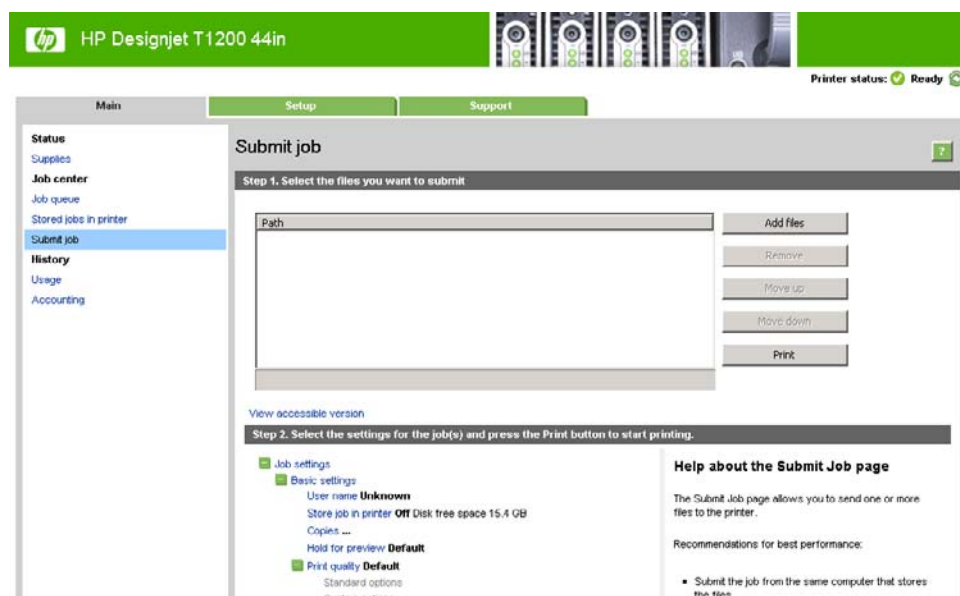 hp HP Designjet T1200 44in
Printer status: Ready
Main Setup Support
Status
Supplies
Job center
Job queue
Stored jobs in printer
Submit job
History
Usage
Accounting
Submit job
?
Step 1. Select the files you want to submit
Path
Add files
Remove
Move up
Move down
Print
View accessible version
Step 2. Select the settings for the job(s) and press the Print button to start printing.
Job settings
Basic settings
User name Unknown
Store job in printer Off Disk free space 15.4 GB
Copies ...
Hold for preview Default
Print quality Default
Standard options
Help about the Submit Job page
The Submit Job page allows you to send one or more
files to the printer.
Recommendations for best performance:
Submit the job from the same computer that stores
the files